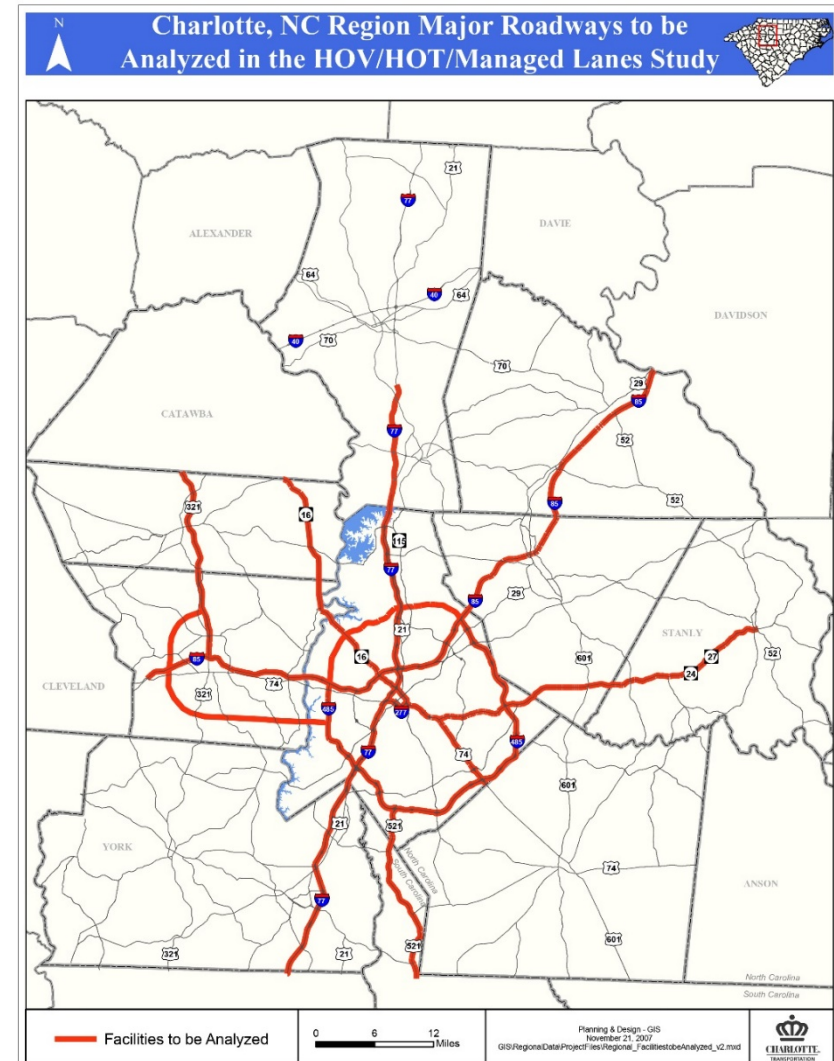 N
Charlotte, NC Region Major Roadways to be
Analyzed in the HOV/HOT/Managed Lanes Study
21
77
ALEXANDER
DAVIE
64
40
64
DAVIDSON
40
70
70
29
85
CATAWBA
77
52
321
16
85
52
115
77
29
85
21
STANLY
16
27
52
85
601
24
74
CLEVELAND
321
485
277
485
77
74
601
21
521
YORK
North Carolina
South Carolina
74
ANSON
77
601
321
21
521
North Carolina
South Carolina
Facilities to be Analyzed
0 6 12
Miles
Planning & Design - GIS
November 21, 2007
GIS\RegionalData\ProjectFiles\Regional_FacilitiestobeAnalyzed_v2.mxd
CHARLOTTE
TRANSPORTATION